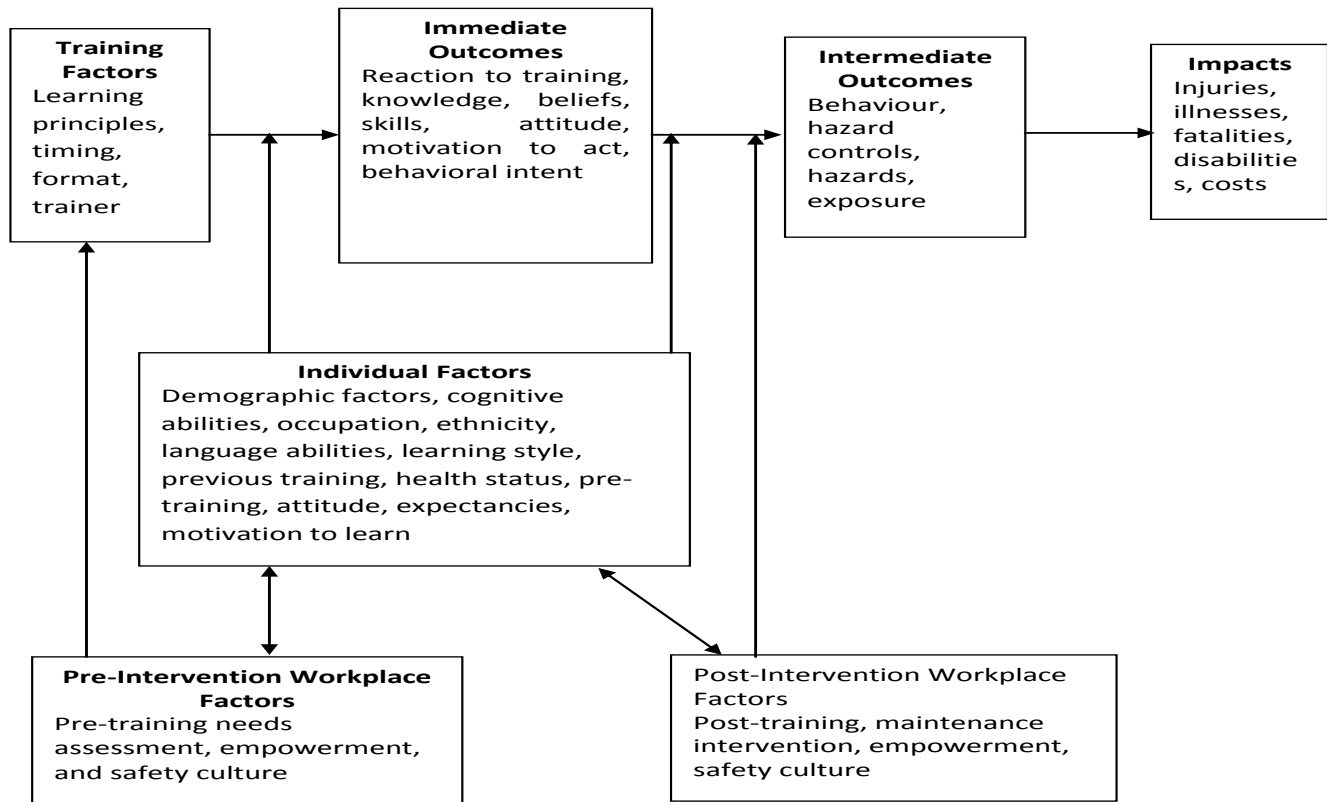 Training
Factors
Learning
principles,
timing,
format,
trainer
Immediate
Outcomes
Reaction to training,
knowledge, beliefs,
skills, attitude,
motivation to act,
behavioral intent
Intermediate
Outcomes
Behaviour,
hazard
controls,
hazards,
exposure
Impacts
Injuries,
illnesses,
fatalities,
disabilitie
s, costs
Individual Factors
Demographic factors, cognitive
abilities, occupation, ethnicity,
language abilities, learning style,
previous training, health status, pre-
training, attitude, expectancies,
motivation to learn
Pre-Intervention Workplace
Factors
Pre-training needs
assessment, empowerment,
and safety culture
Post-Intervention Workplace
Factors
Post-training, maintenance
intervention, empowerment,
safety culture